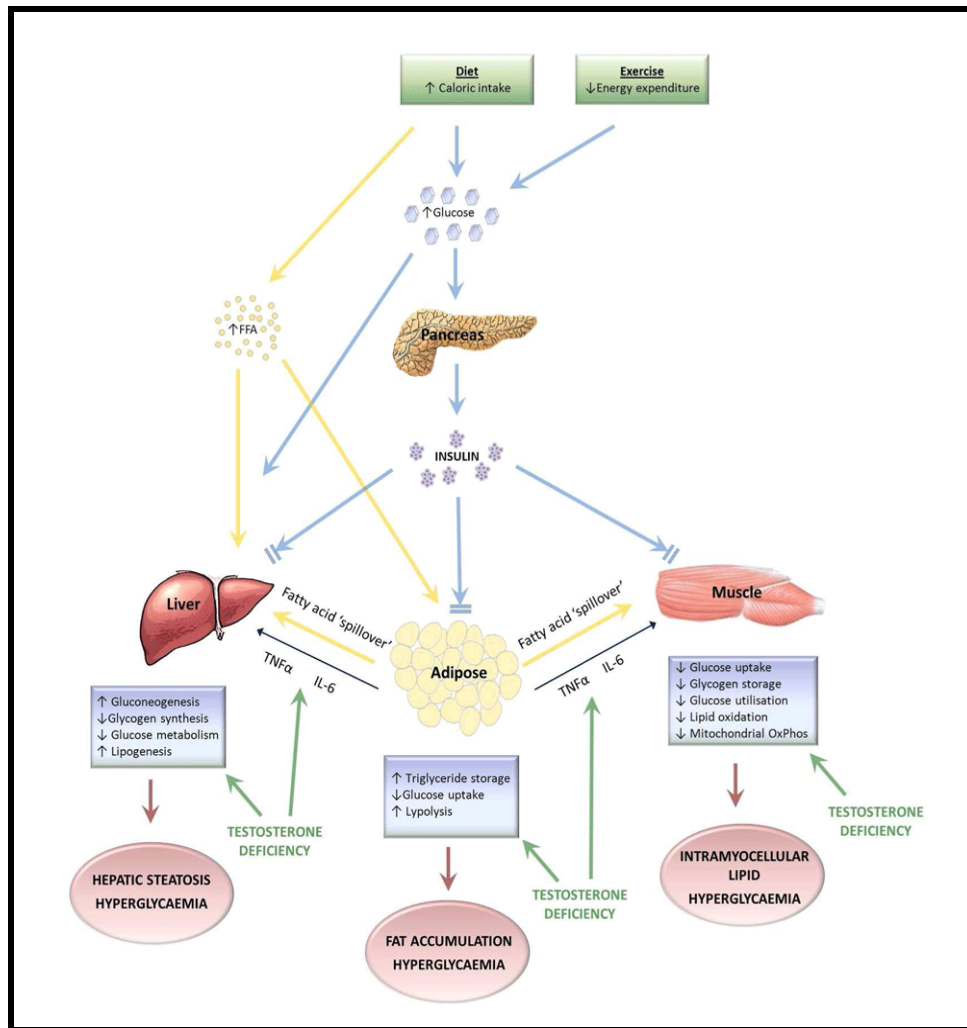 Diet
↑ Caloric intake
Exercise
↓Energy expenditure
↑Glucose
↑FFA
Pancreas
INSULIN
Liver
Fatty acid 'spillover'
TNFα IL-6
Adipose
Fatty acid 'spillover'
TNFα IL-6
Muscle
↑ Gluconeogenesis
↓Glycogen synthesis
↓ Glucose metabolism
↑ Lipogenesis
↑ Triglyceride storage
↓Glucose uptake
↑ Lypolysis
↓ Glucose uptake
↓ Glycogen storage
↓ Glucose utilisation
↓ Lipid oxidation
↓ Mitochondrial OxPhos
TESTOSTERONE
DEFICIENCY
TESTOSTERONE
DEFICIENCY
TESTOSTERONE
DEFICIENCY
HEPATIC STEATOSIS
HYPERGLYCAEMIA
FAT ACCUMULATION
HYPERGLYCAEMIA
INTRAMYOCELLULAR
LIPID
HYPERGLYCAEMIA